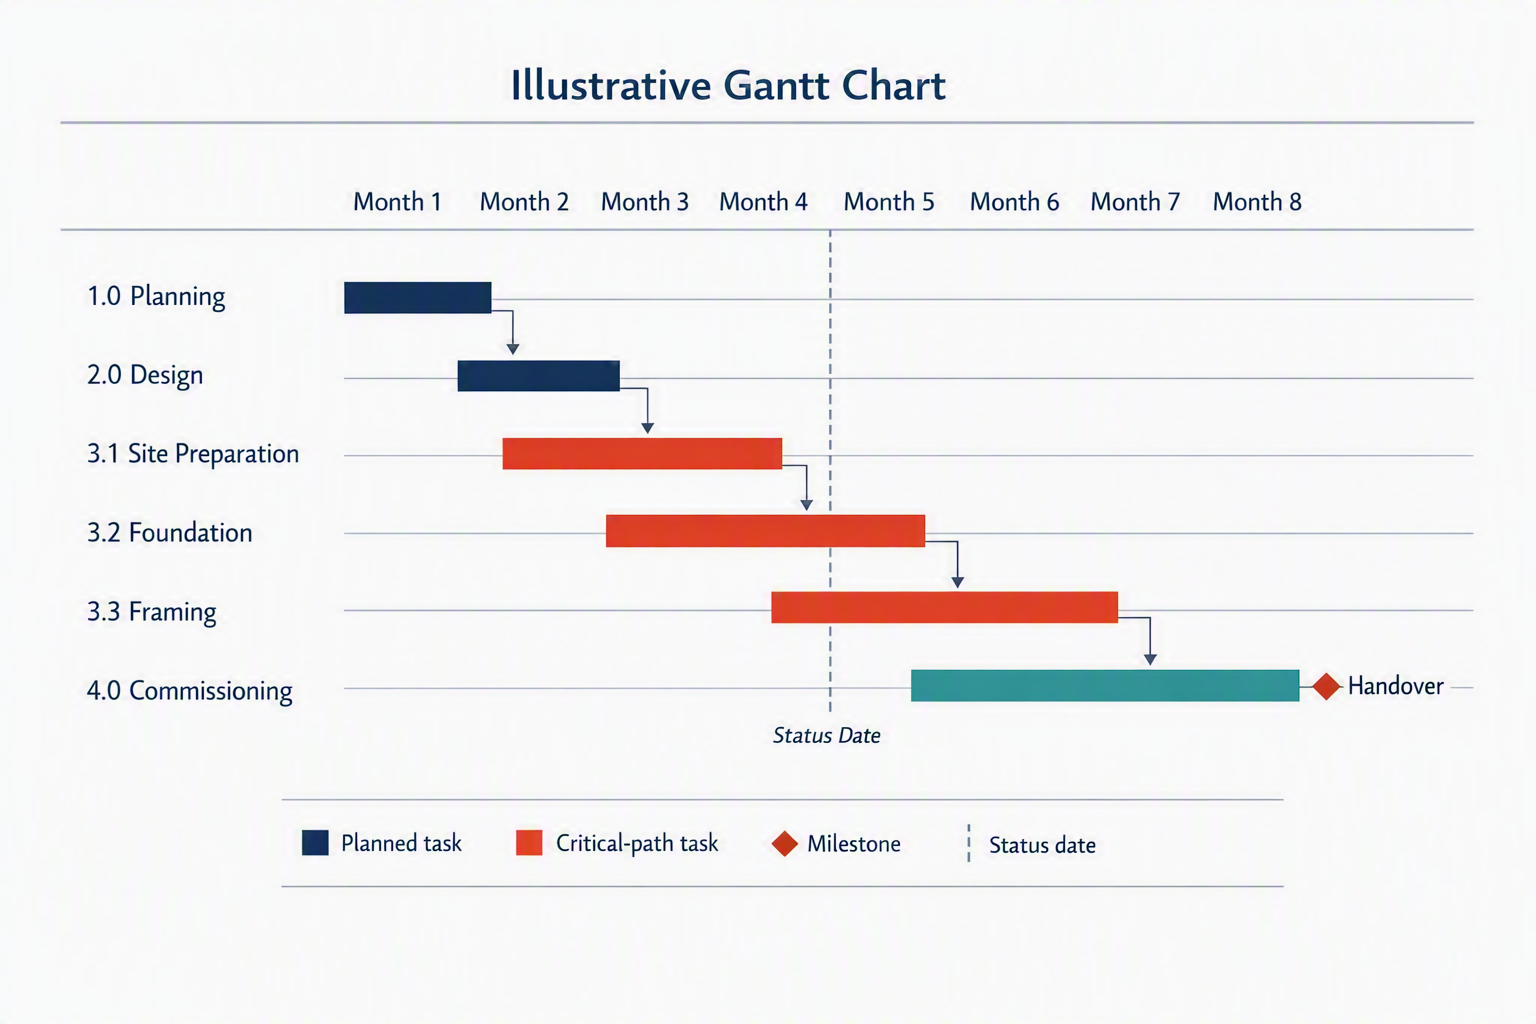 Illustrative Gantt Chart
Month 1 Month 2 Month 3 Month 4 Month 5 Month 6 Month 7 Month 8
1.0 Planning
2.0 Design
3.1 Site Preparation
3.2 Foundation
3.3 Framing
4.0 Commissioning Handover
Status Date
Planned task Critical-path task Milestone Status date